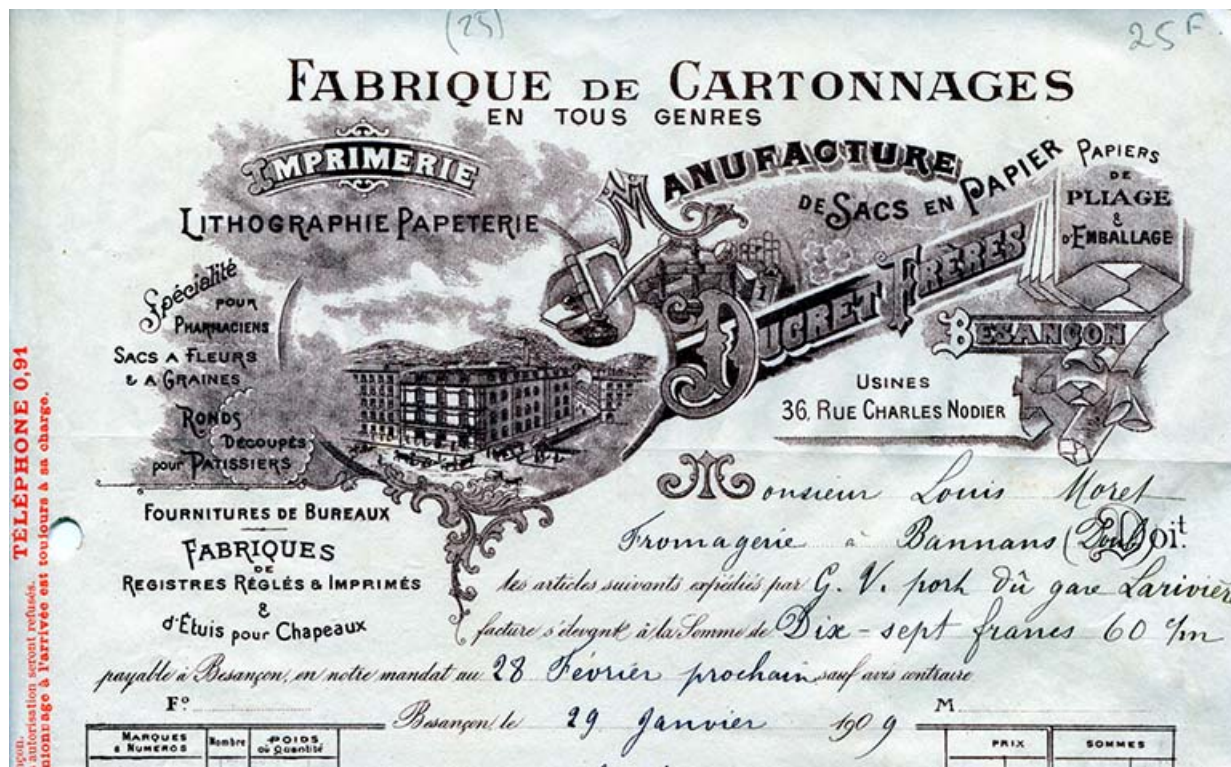 (25)
25 F.
FABRIQUE DE CARTONNAGES
EN TOUS GENRES
IMPRIMERIE
LITHOGRAPHIE PAPETERIE
MANUFACTURE
DE SACS EN PAPIER
PAPIERS
DE
PLIAGE
&
D'EMBALLAGE
DUCRET FRÈRES
BESANÇON
USINES
36, RUE CHARLES NODIER
Spécialité
POUR
PHARMACIENS
SACS A FLEURS
& A GRAINES
RONDS
DÉCOUPÉS
pour PATISSIERS
FOURNITURES DE BUREAUX
FABRIQUES
DE
REGISTRES RÉGLÉS & IMPRIMÉS
&
d'Étuis pour Chapeaux
Monsieur Louis Moret
Fromagerie à Bannans (Doubs) Doit.
les articles suivants expédiés par G. V. port dû gare Larivière
facture s'élevant à la Somme de Dix-sept francs 60 c/m
payable à Besançon, en notre mandat au 28 Février prochain sauf avis contraire
Fº
M
Besançon, le 29 Janvier 1909
MARQUES
& NUMÉROS
Nombre
POIDS
ou Quantité
PRIX
SOMMES
TÉLÉPHONE 0,91
autorisation seront refusés.
à l'arrivée est toujours à sa charge.